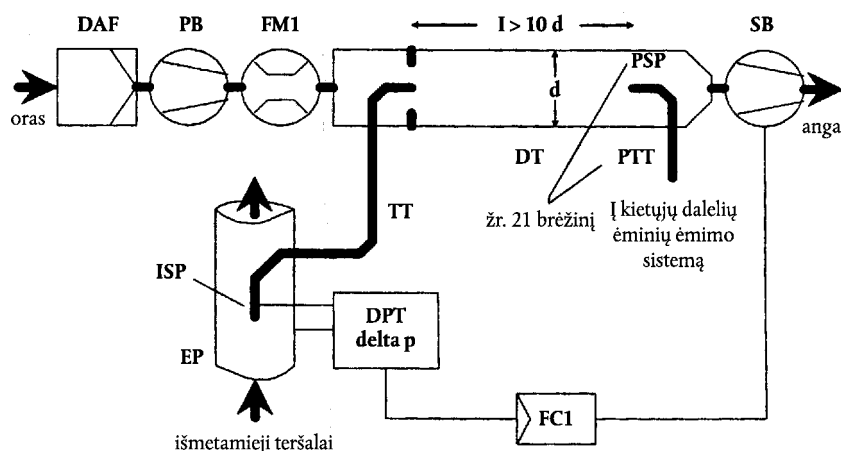 DAF
PB
FM1
l > 10 d
SB
PSP
d
oras
anga
DT
PTT
žr. 21 brėžinį
Į kietųjų dalelių
ėminių ėmimo
sistemą
TT
ISP
DPT
delta p
EP
FC1
išmetamieji teršalai